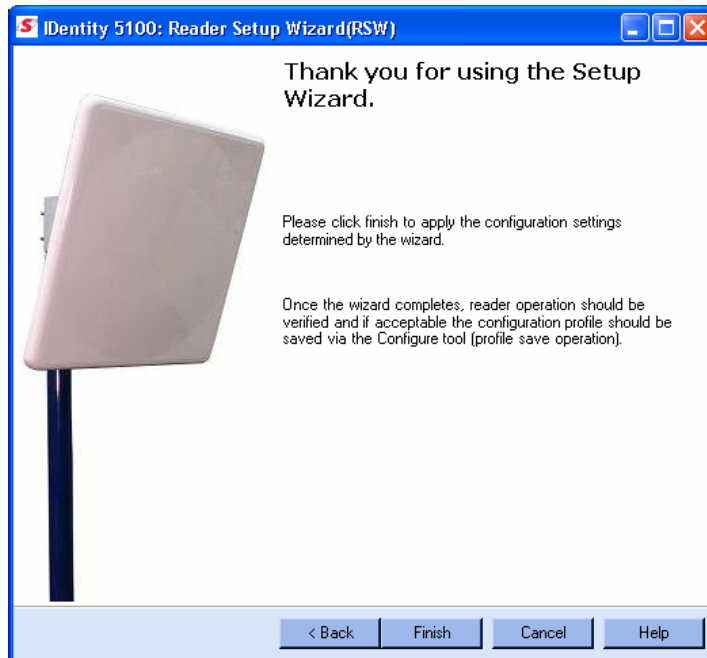 IDentity 5100: Reader Setup Wizard(RSW)
Thank you for using the Setup
Wizard.
Please click finish to apply the configuration settings
determined by the wizard.
Once the wizard completes, reader operation should be
verified and if acceptable the configuration profile should be
saved via the Configure tool (profile save operation).
< Back
Finish
Cancel
Help